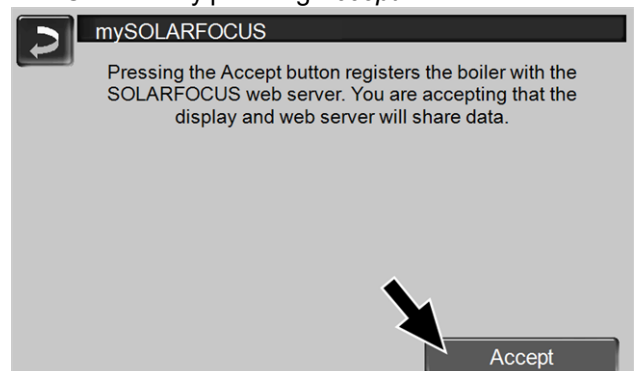 mySOLARFOCUS
Pressing the Accept button registers the boiler with the
SOLARFOCUS web server. You are accepting that the
display and web server will share data.
Accept